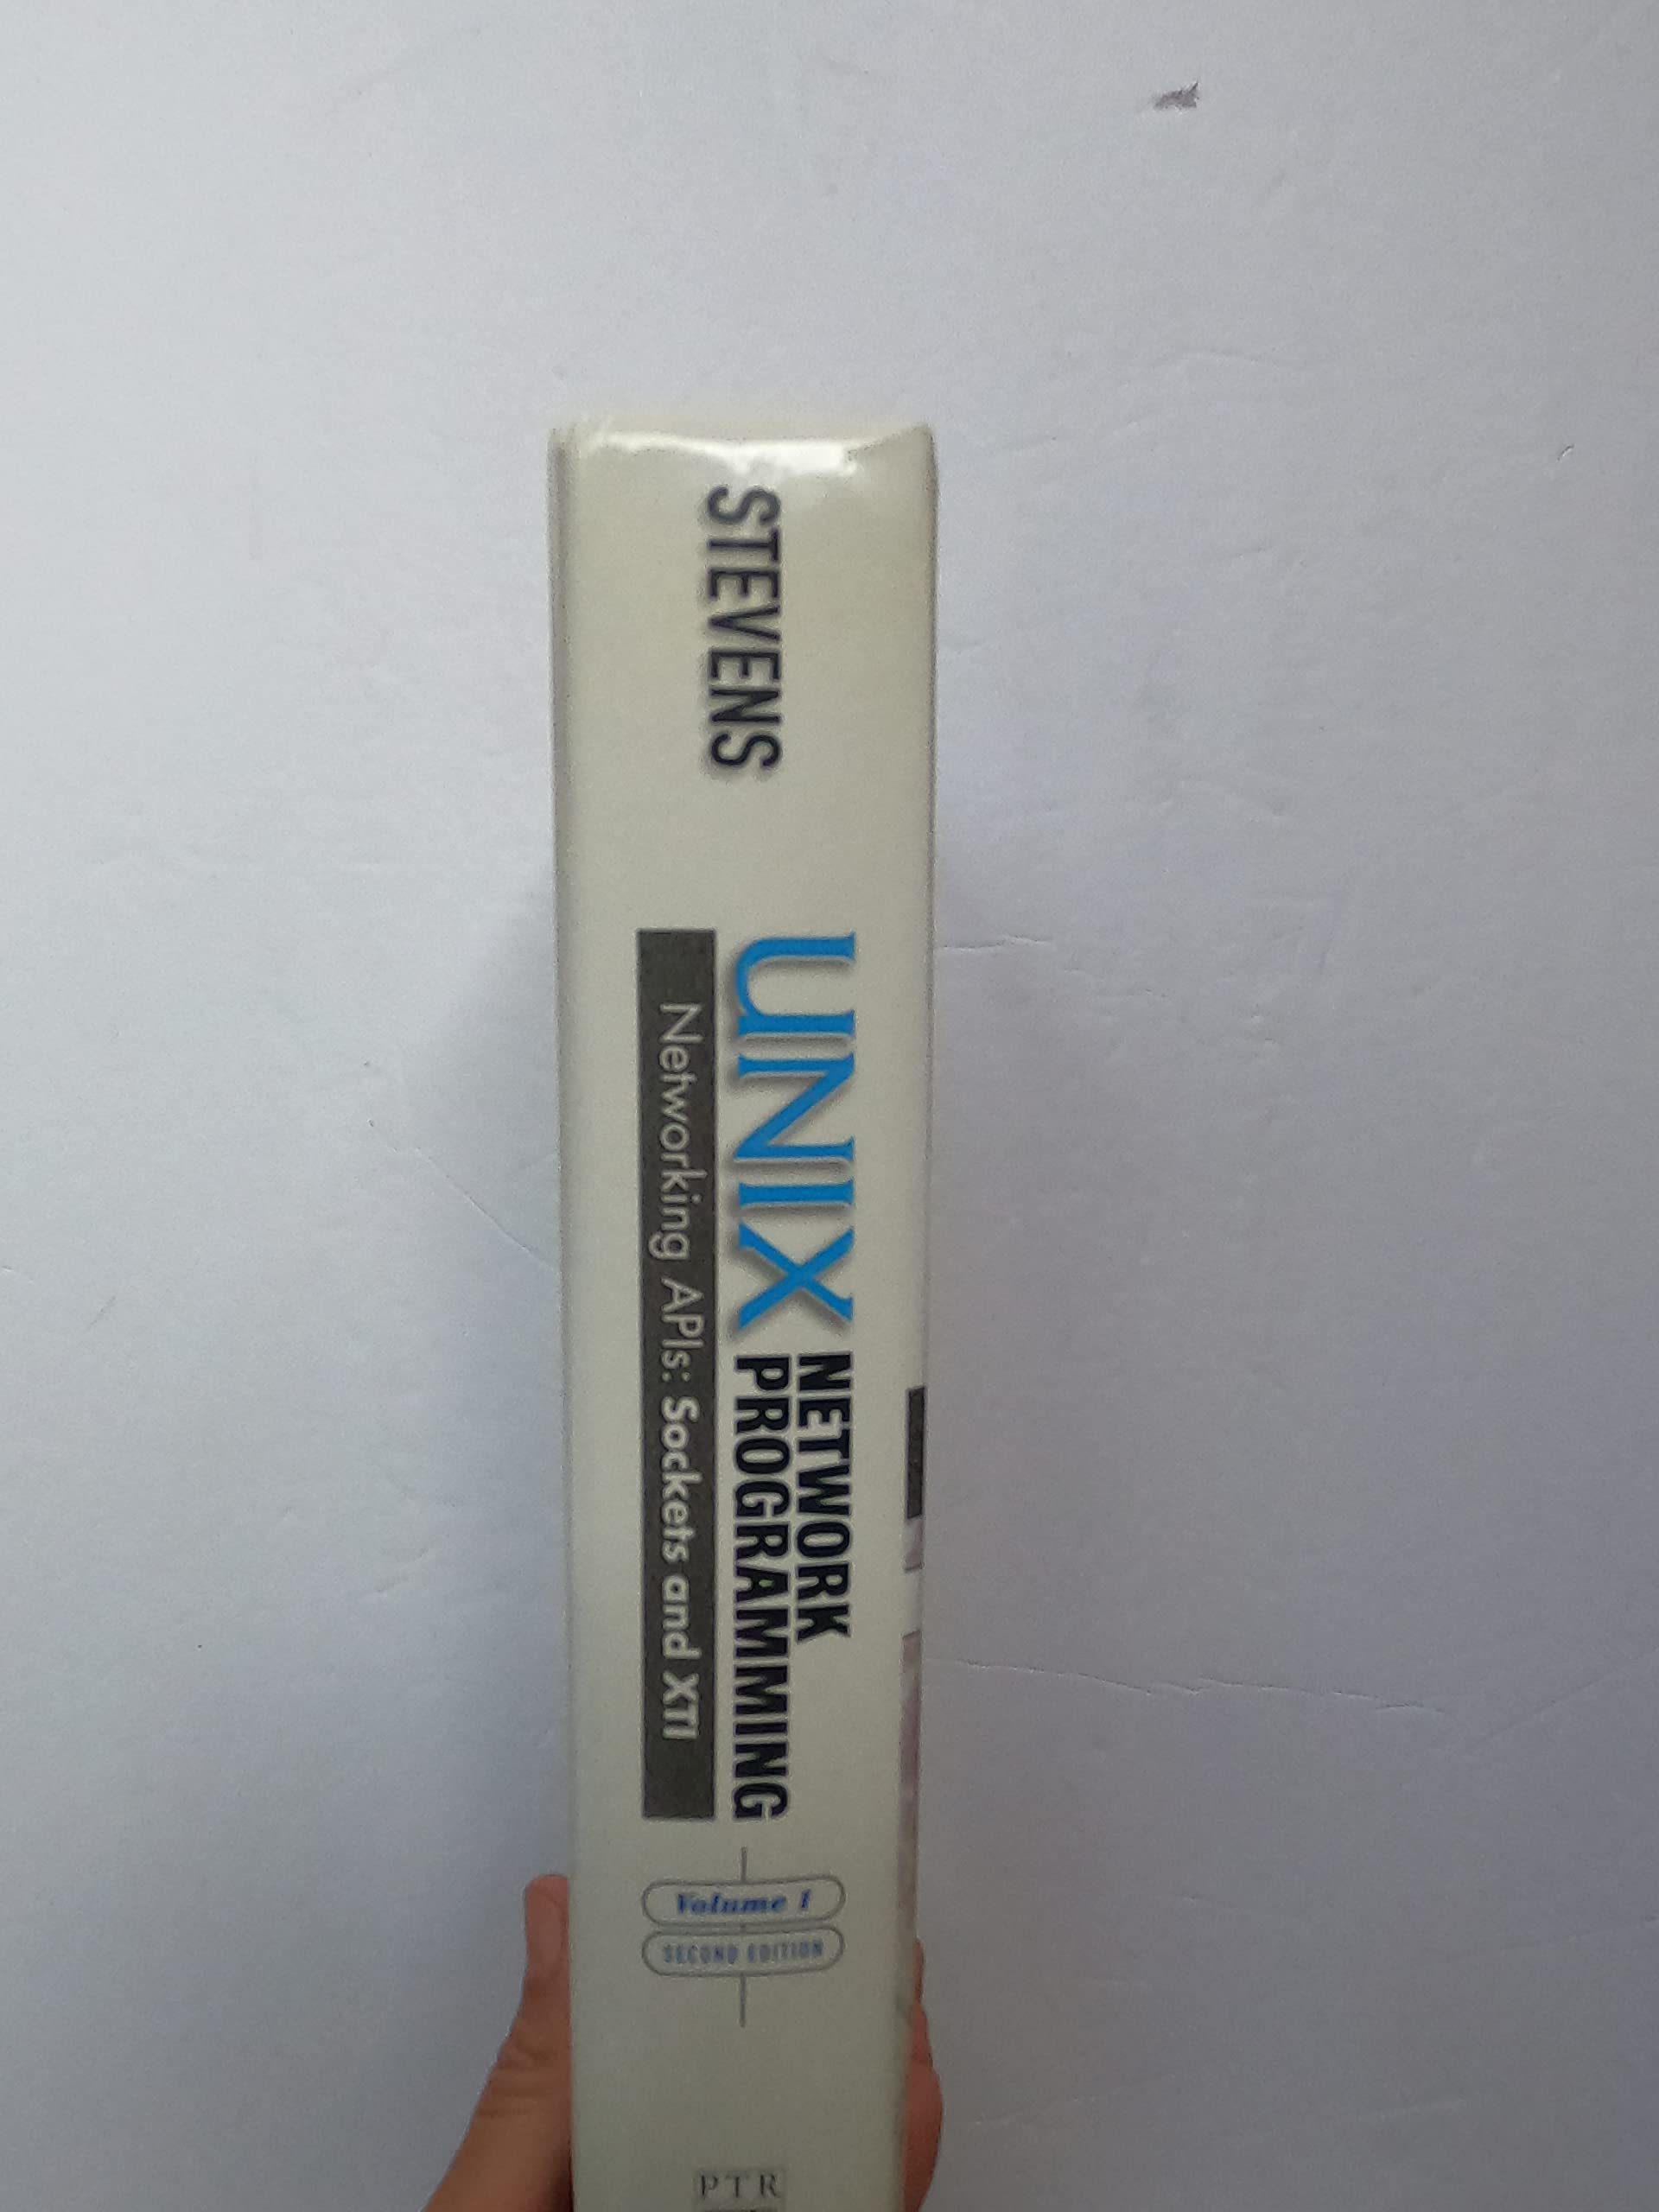 STEVENS
UNIX NETWORK
PROGRAMMING
Networking APIs: Sockets and XTI
Volume 1
SECOND EDITION
PTR